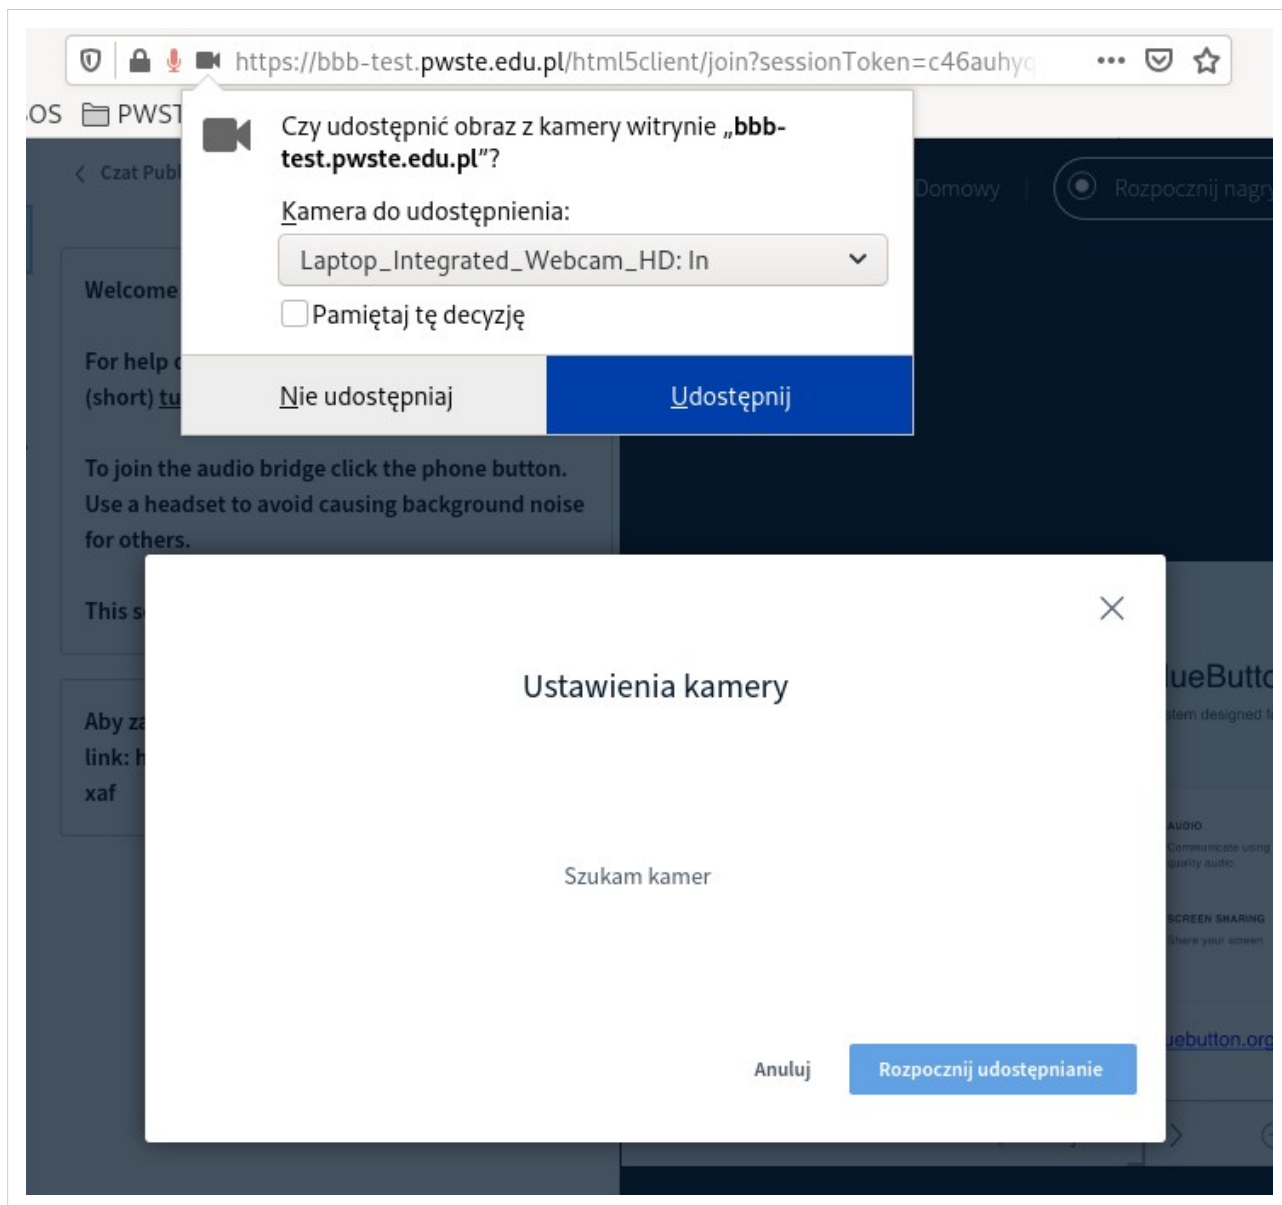 https://bbb-test.pwste.edu.pl/html5client/join?sessionToken=c46auhyq
PWST
Czy udostępnić obraz z kamery witrynie „bbb-
test.pwste.edu.pl”?
Kamera do udostępnienia:
Laptop_Integrated_Webcam_HD: In
Pamiętaj tę decyzję
Nie udostępniaj
Udostępnij
Czat Publ
Domowy
Rozpocznij nagry
Welcome
For help
(short) tu
To join the audio bridge click the phone button.
Use a headset to avoid causing background noise
for others.
This s
Aby za
link: h
xaf
Ustawienia kamery
Szukam kamer
Anuluj
Rozpocznij udostępnianie
lueButto
stem designed
AUDIO
Communicate using
quality audio.
SCREEN SHARING
Share your screen
uebutton.org